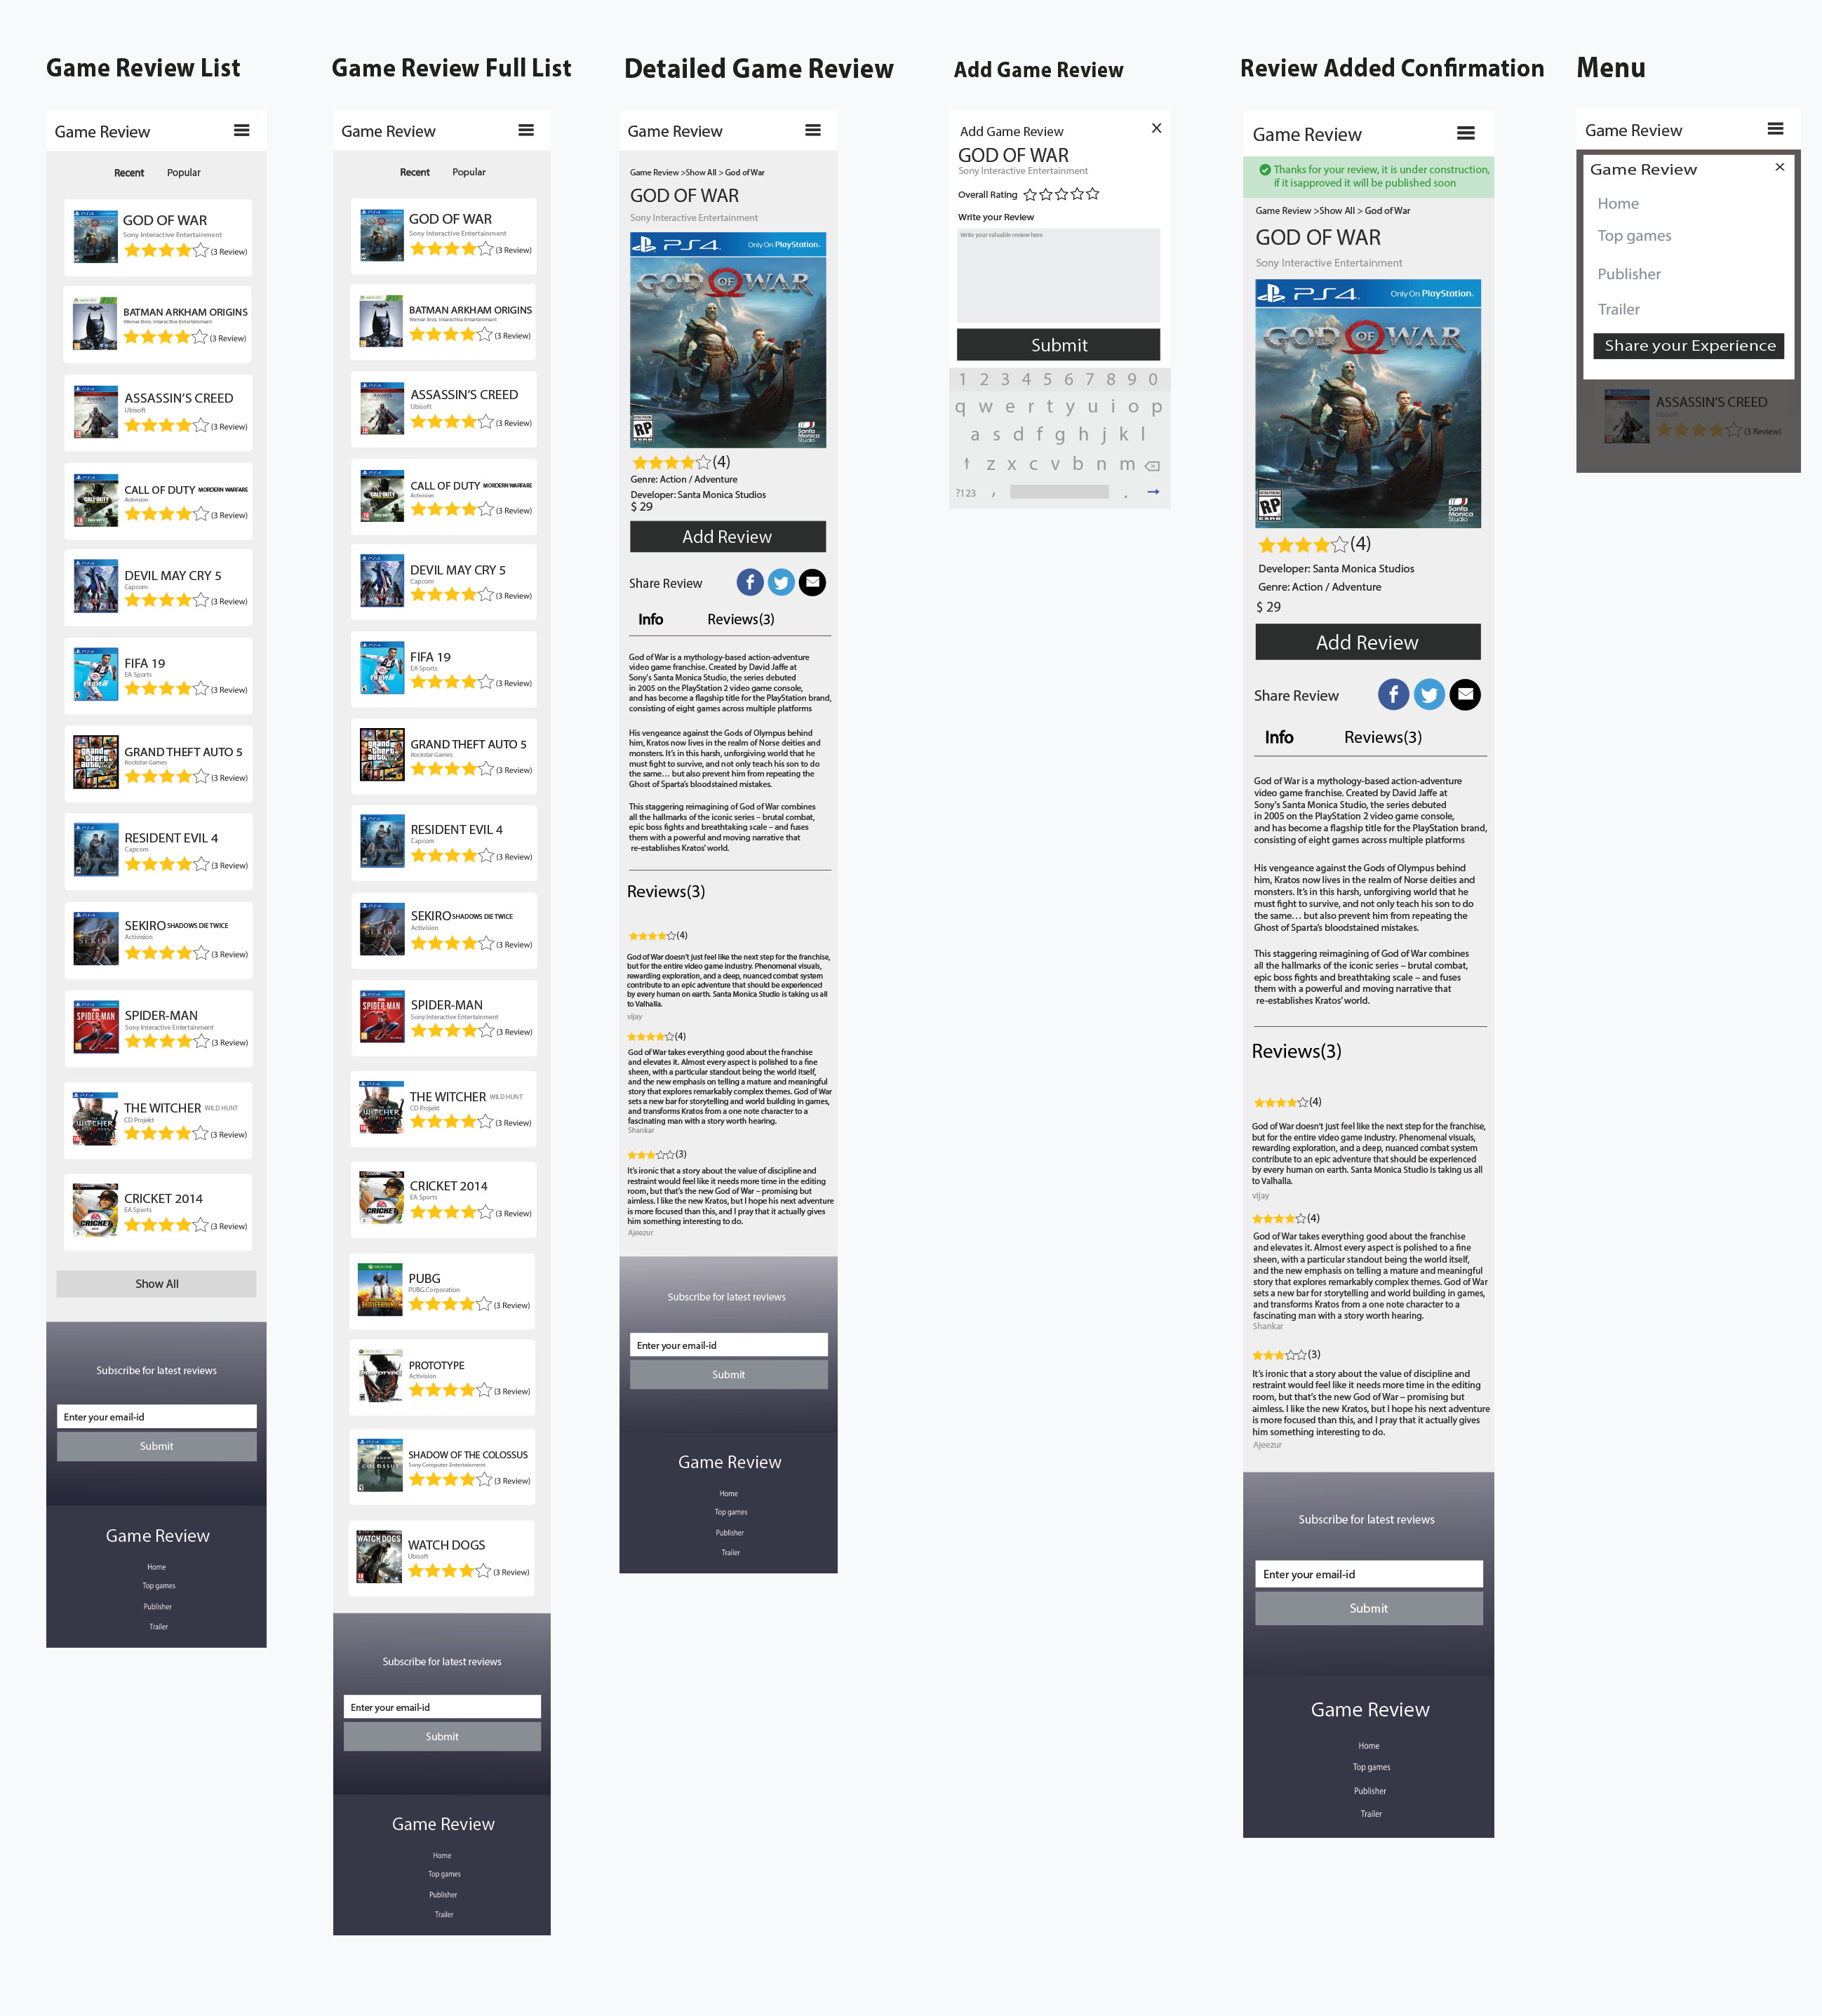 Game Review List
Game Review
Recent Popular
GOD OF WAR
Sony Interactive Entertainment
(3 Review)
BATMAN ARKHAM ORIGINS
Warner Bros. Interactive Entertainment
(3 Review)
ASSASSIN'S CREED
Ubisoft
(3 Review)
CALL OF DUTY MORDERN WARFARE
Activision
(3 Review)
DEVIL MAY CRY 5
Capcom
(3 Review)
FIFA 19
EA Sports
(3 Review)
GRAND THEFT AUTO 5
Rockstar Games
(3 Review)
RESIDENT EVIL 4
Capcom
(3 Review)
SEKIRO SHADOWS DIE TWICE
Activision
(3 Review)
SPIDER-MAN
Sony Interactive Entertainment
(3 Review)
THE WITCHER WILD HUNT
CD Projekt
(3 Review)
CRICKET 2014
EA Sports
(3 Review)
Show All
Subscribe for latest reviews
Enter your email-id
Submit
Game Review
Home
Top games
Publisher
Trailer
Game Review Full List
Game Review
Recent Popular
GOD OF WAR
Sony Interactive Entertainment
(3 Review)
BATMAN ARKHAM ORIGINS
Warner Bros. Interactive Entertainment
(3 Review)
ASSASSIN'S CREED
Ubisoft
(3 Review)
CALL OF DUTY MORDERN WARFARE
Activision
(3 Review)
DEVIL MAY CRY 5
Capcom
(3 Review)
FIFA 19
EA Sports
(3 Review)
GRAND THEFT AUTO 5
Rockstar Games
(3 Review)
RESIDENT EVIL 4
Capcom
(3 Review)
SEKIRO SHADOWS DIE TWICE
Activision
(3 Review)
SPIDER-MAN
Sony Interactive Entertainment
(3 Review)
THE WITCHER WILD HUNT
CD Projekt
(3 Review)
CRICKET 2014
EA Sports
(3 Review)
PUBG
PUBG Corporation
(3 Review)
PROTOTYPE
Activision
(3 Review)
SHADOW OF THE COLOSSUS
Sony Computer Entertainment
(3 Review)
WATCH DOGS
Ubisoft
(3 Review)
Subscribe for latest reviews
Enter your email-id
Submit
Game Review
Home
Top games
Publisher
Trailer
Detailed Game Review
Game Review
Game Review >Show All > God of War
GOD OF WAR
Sony Interactive Entertainment
PS4 Only On PlayStation.
GOD OF WAR
RP
Santa
Monica
Studio
(4)
Genre: Action / Adventure
Developer: Santa Monica Studios
$ 29
Add Review
Share Review
Info Reviews(3)
God of War is a mythology-based action-adventure
video game franchise. Created by David Jaffe at
Sony's Santa Monica Studio, the series debuted
in 2005 on the PlayStation 2 video game console,
and has become a flagship title for the PlayStation brand,
consisting of eight games across multiple platforms
His vengeance against the Gods of Olympus behind
him, Kratos now lives in the realm of Norse deities and
monsters. It's in this harsh, unforgiving world that he
must fight to survive, and not only teach his son to do
the same… but also prevent him from repeating the
Ghost of Sparta's bloodstained mistakes.
This staggering reimagining of God of War combines
all the hallmarks of the iconic series – brutal combat,
epic boss fights and breathtaking scale – and fuses
them with a powerful and moving narrative that
re-establishes Kratos' world.
Reviews(3)
(4)
God of War doesn't just feel like the next step for the franchise,
but for the entire video game industry. Phenomenal visuals,
rewarding exploration, and a deep, nuanced combat system
contribute to an epic adventure that should be experienced
by every human on earth. Santa Monica Studio is taking us all
to Valhalla.
vijay
(4)
God of War takes everything good about the franchise
and elevates it. Almost every aspect is polished to a fine
sheen, with a particular standout being the world itself,
and the new emphasis on telling a mature and meaningful
story that explores remarkably complex themes. God of War
sets a new bar for storytelling and world building in games,
and transforms Kratos from a one note character to a
fascinating man with a story worth hearing.
Shankar
(3)
It's ironic that a story about the value of discipline and
restraint would feel like it needs more time in the editing
room, but that's the new God of War – promising but
aimless. I like the new Kratos, but I hope his next adventure
is more focused than this, and I pray that it actually gives
him something interesting to do.
Ajeezur
Subscribe for latest reviews
Enter your email-id
Submit
Game Review
Home
Top games
Publisher
Trailer
Add Game Review
Add Game Review X
GOD OF WAR
Sony Interactive Entertainment
Overall Rating
Write your Review
Write your valuable review here
Submit
1 2 3 4 5 6 7 8 9 0
q w e r t y u i o p
a s d f g h j k l
z x c v b n m
?123 , .
Review Added Confirmation
Game Review
Thanks for your review, it is under construction,
if it isapproved it will be published soon
Game Review >Show All > God of War
GOD OF WAR
Sony Interactive Entertainment
PS4 Only On PlayStation.
GOD OF WAR
RP
ESRB
Santa
Monica
Studio
(4)
Developer: Santa Monica Studios
Genre: Action / Adventure
$ 29
Add Review
Share Review
Info Reviews(3)
God of War is a mythology-based action-adventure
video game franchise. Created by David Jaffe at
Sony's Santa Monica Studio, the series debuted
in 2005 on the PlayStation 2 video game console,
and has become a flagship title for the PlayStation brand,
consisting of eight games across multiple platforms
His vengeance against the Gods of Olympus behind
him, Kratos now lives in the realm of Norse deities and
monsters. It's in this harsh, unforgiving world that he
must fight to survive, and not only teach his son to do
the same… but also prevent him from repeating the
Ghost of Sparta's bloodstained mistakes.
This staggering reimagining of God of War combines
all the hallmarks of the iconic series – brutal combat,
epic boss fights and breathtaking scale – and fuses
them with a powerful and moving narrative that
re-establishes Kratos' world.
Reviews(3)
(4)
God of War doesn't just feel like the next step for the franchise,
but for the entire video game industry. Phenomenal visuals,
rewarding exploration, and a deep, nuanced combat system
contribute to an epic adventure that should be experienced
by every human on earth. Santa Monica Studio is taking us all
to Valhalla.
vijay
(4)
God of War takes everything good about the franchise
and elevates it. Almost every aspect is polished to a fine
sheen, with a particular standout being the world itself,
and the new emphasis on telling a mature and meaningful
story that explores remarkably complex themes. God of War
sets a new bar for storytelling and world building in games,
and transforms Kratos from a one note character to a
fascinating man with a story worth hearing.
Shankar
(3)
It's ironic that a story about the value of discipline and
restraint would feel like it needs more time in the editing
room, but that's the new God of War – promising but
aimless. I like the new Kratos, but I hope his next adventure
is more focused than this, and I pray that it actually gives
him something interesting to do.
Ajeezur
Subscribe for latest reviews
Enter your email-id
Submit
Game Review
Home
Top games
Publisher
Trailer
Menu
Game Review
Game Review X
Home
Top games
Publisher
Trailer
Share your Experience
ASSASSIN'S CREED
Ubisoft
(3 Review)